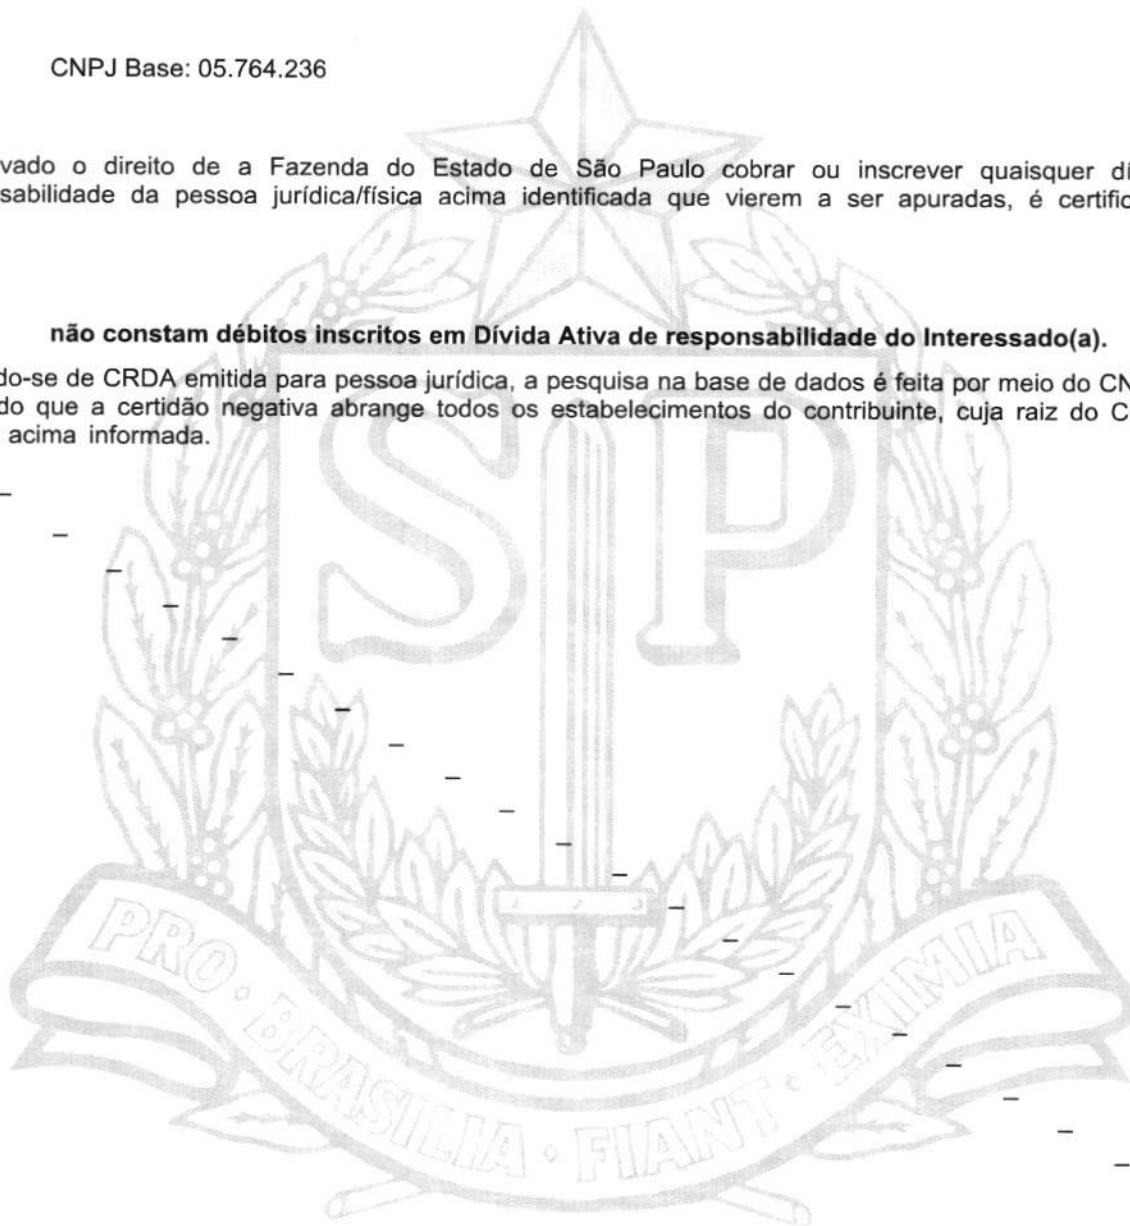 CNPJ Base: 05.764.236
vado o direito de a Fazenda do Estado de São Paulo cobrar ou inscrever quaisquer dí
sabilidade da pessoa jurídica/física acima identificada que vierem a ser apuradas, é certific
não constam débitos inscritos em Dívida Ativa de responsabilidade do Interessado(a).
do-se de CRDA emitida para pessoa jurídica, a pesquisa na base de dados é feita por meio do CN
do que a certidão negativa abrange todos os estabelecimentos do contribuinte, cuja raiz do C
acima informada.
SP
PRO · BRASILIA · FIANT · EXIMIA